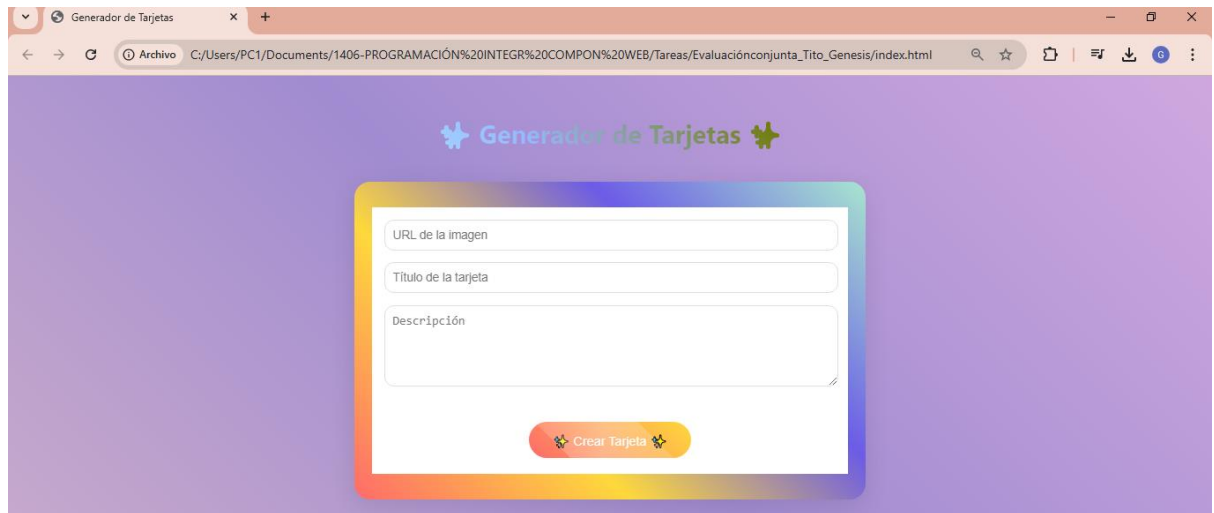 Generador de Tarjetas
Archivo C:/Users/PC1/Documents/1406-PROGRAMACIÓN%20INTEGR%20COMPON%20WEB/Tareas/Evaluaciónconjunta_Tito_Genesis/index.html
G
✨ Generador de Tarjetas ✨
URL de la imagen
Título de la tarjeta
Descripción
✨ Crear Tarjeta ✨